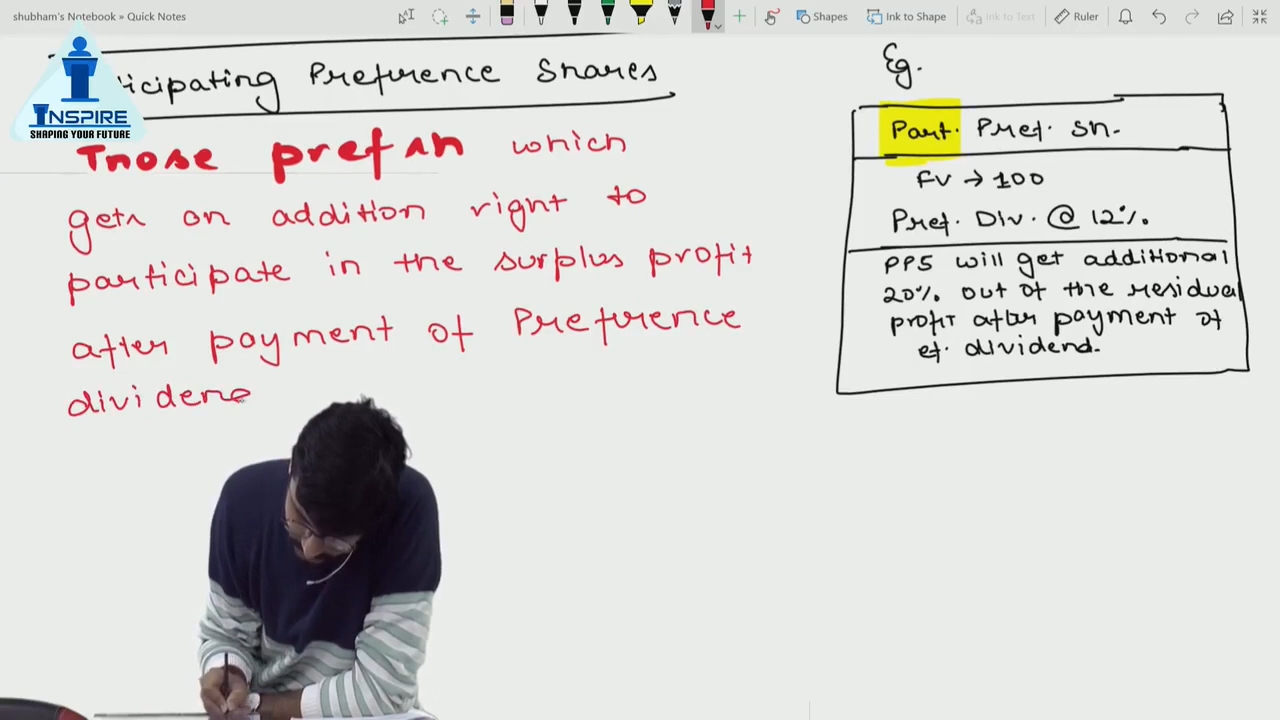 shubham's Notebook » Quick Notes
Shapes
Ink to Shape
Ink to Text
Ruler
INSPIRE
SHAPING YOUR FUTURE
ticipating Preference Shares
Those pref sh which
gets on addition right to
participate in the surplus profit
after payment of Preference
dividend
Eg.
Part. Pref. Sh.
FV → 100
Pref. Div. @ 12%.
PPS will get additional
20% out of the residual
profit after payment of
ef. dividend.